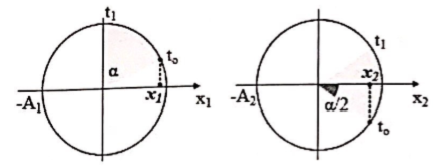 t₁
t₀
α
-A₁
x₁
x₁
t₁
x₂
-A₂
α/2
x₂
t₀